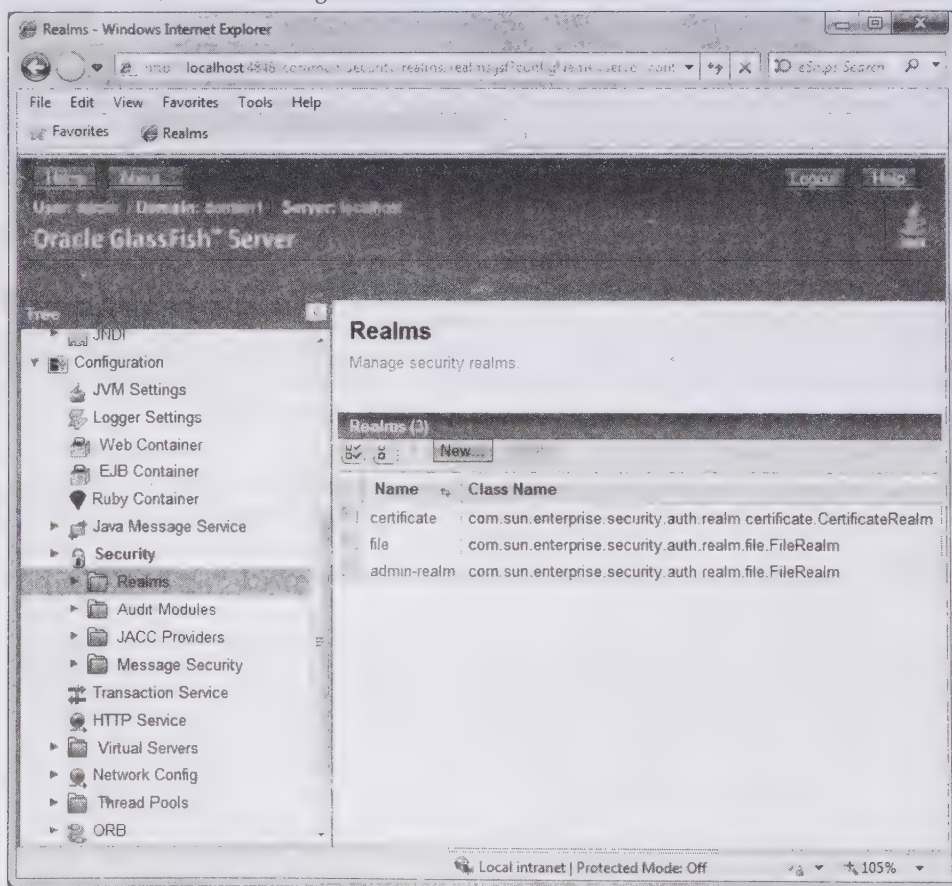 Realms - Windows Internet Explorer
localhost:4848
eSnips Search
File Edit View Favorites Tools Help
Favorites Realms
Logout Help
Oracle GlassFish™ Server
Tree
JNDI
Configuration
JVM Settings
Logger Settings
Web Container
EJB Container
Ruby Container
Java Message Service
Security
Realms
Audit Modules
JACC Providers
Message Security
Transaction Service
HTTP Service
Virtual Servers
Network Config
Thread Pools
ORB
Realms
Manage security realms.
Realms (3)
New...
Name Class Name
certificate com.sun.enterprise.security.auth.realm certificate.CertificateRealm
file com.sun.enterprise.security.auth.realm.file.FileRealm
admin-realm com.sun.enterprise.security.auth realm.file.FileRealm
Local intranet | Protected Mode: Off
105%